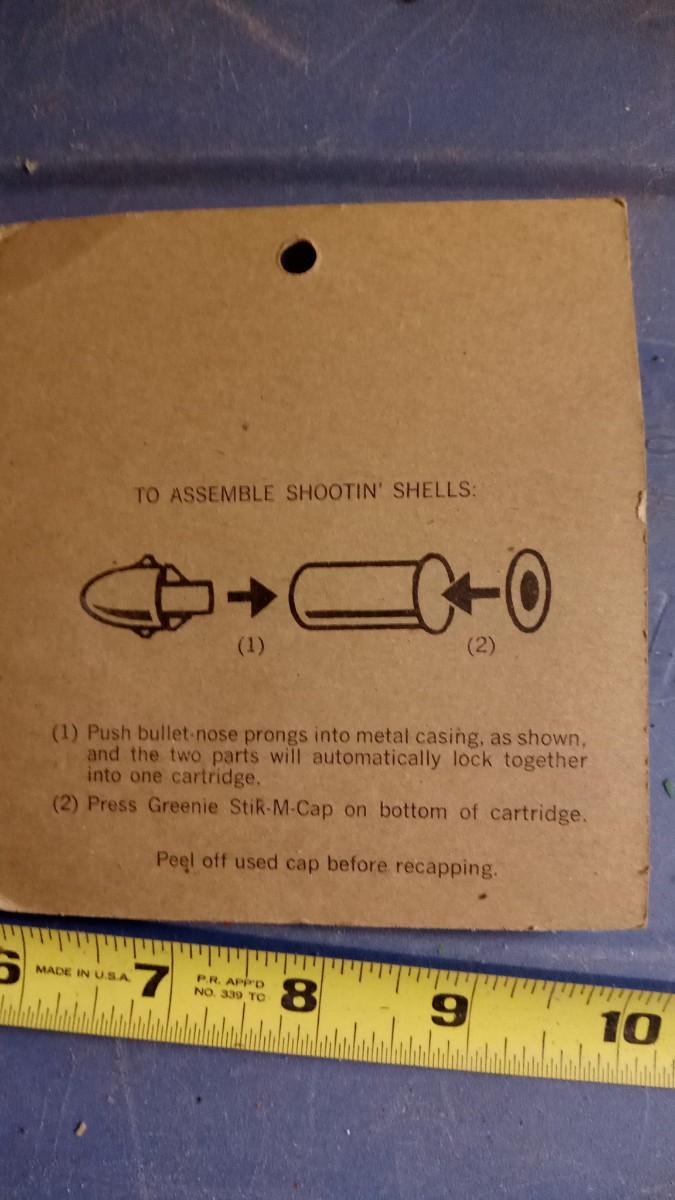 TO ASSEMBLE SHOOTIN' SHELLS:
(1)
(2)
(1) Push bullet-nose prongs into metal casing, as shown,
and the two parts will automatically lock together
into one cartridge.
(2) Press Greenie Stik-M-Cap on bottom of cartridge.
Peel off used cap before recapping.
6 MADE IN U.S.A. 7 P.R. APP'D 8 9 10
NO. 339 TC